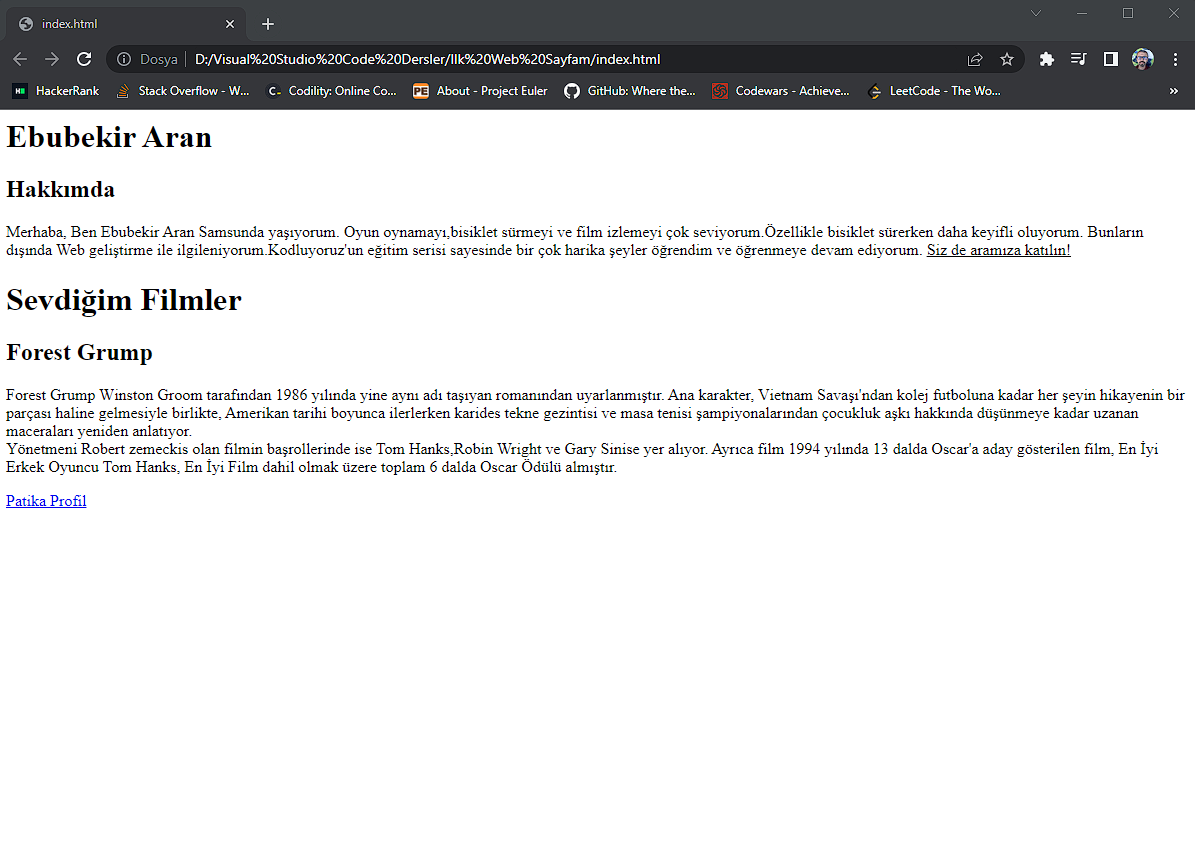 index.html
Dosya
D:/Visual%20Studio%20Code%20Dersler/Ilk%20Web%20Sayfam/index.html
HackerRank
Stack Overflow - W...
C-
Codility: Online Co...
PE
About - Project Euler
GitHub: Where the...
Codewars - Achieve...
LeetCode - The Wo...
Ebubekir Aran
Hakkımda
Merhaba, Ben Ebubekir Aran Samsunda yaşıyorum. Oyun oynamayı,bisiklet sürmeyi ve film izlemeyi çok seviyorum.Özellikle bisiklet sürerken daha keyifli oluyorum. Bunların
dışında Web geliştirme ile ilgileniyorum.Kodluyoruz'un eğitim serisi sayesinde bir çok harika şeyler öğrendim ve öğrenmeye devam ediyorum. Siz de aramıza katılın!
Sevdiğim Filmler
Forest Grump
Forest Grump Winston Groom tarafından 1986 yılında yine aynı adı taşıyan romanından uyarlanmıştır. Ana karakter, Vietnam Savaşı'ndan kolej futboluna kadar her şeyin hikayenin bir
parçası haline gelmesiyle birlikte, Amerikan tarihi boyunca ilerlerken karides tekne gezintisi ve masa tenisi şampiyonalarından çocukluk aşkı hakkında düşünmeye kadar uzanan
maceraları yeniden anlatıyor.
Yönetmeni Robert zemeckis olan filmin başrollerinde ise Tom Hanks,Robin Wright ve Gary Sinise yer alıyor. Ayrıca film 1994 yılında 13 dalda Oscar'a aday gösterilen film, En İyi
Erkek Oyuncu Tom Hanks, En İyi Film dahil olmak üzere toplam 6 dalda Oscar Ödülü almıştır.
Patika Profil